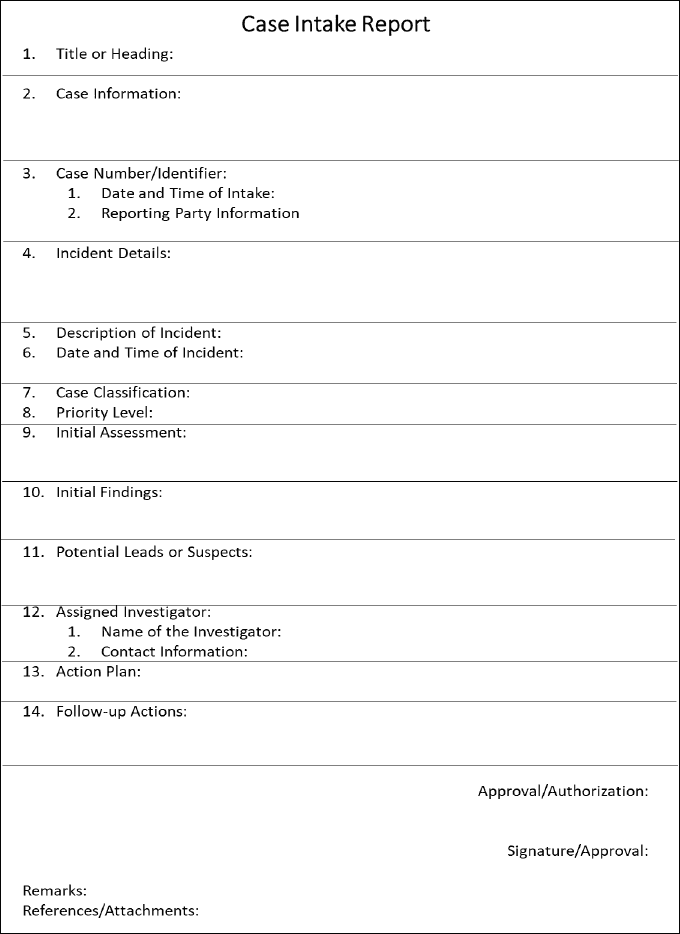 Case Intake Report
1. Title or Heading:
2. Case Information:
3. Case Number/Identifier:
1. Date and Time of Intake:
2. Reporting Party Information
4. Incident Details:
5. Description of Incident:
6. Date and Time of Incident:
7. Case Classification:
8. Priority Level:
9. Initial Assessment:
10. Initial Findings:
11. Potential Leads or Suspects:
12. Assigned Investigator:
1. Name of the Investigator:
2. Contact Information:
13. Action Plan:
14. Follow-up Actions:
Approval/Authorization:
Signature/Approval:
Remarks:
References/Attachments: